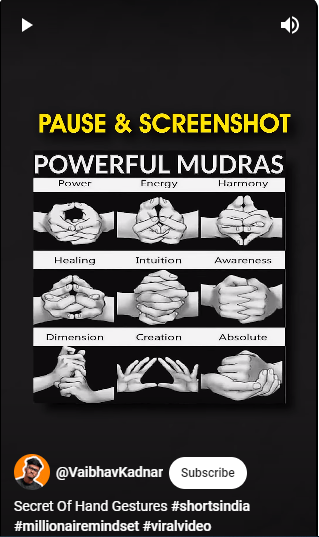 PAUSE & SCREENSHOT
POWERFUL MUDRAS
Power Energy Harmony
Healing Intuition Awareness
Dimension Creation Absolute
@VaibhavKadnar Subscribe
Secret Of Hand Gestures #shortsindia
#millionairemindset #viralvideo